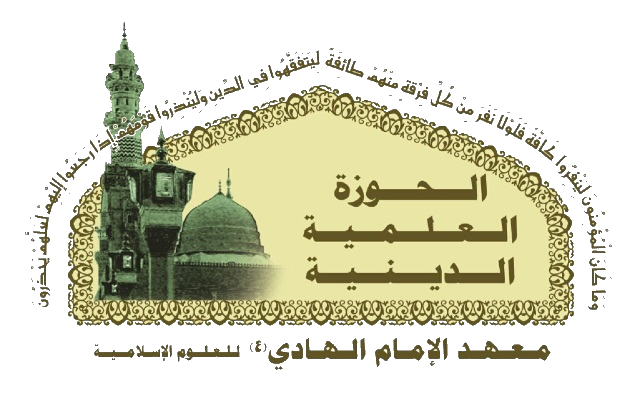 وما كان المؤمنون لينفروا كافة فلولا نفر من كل فرقة منهم طائفة ليتفقهوا في الدين ولينذروا قومهم إذا رجعوا إليهم لعلهم يحذرون
الحوزة
العلمية
الدينية
معهد الإمام الهادي (ع) للعلوم الإسلامية